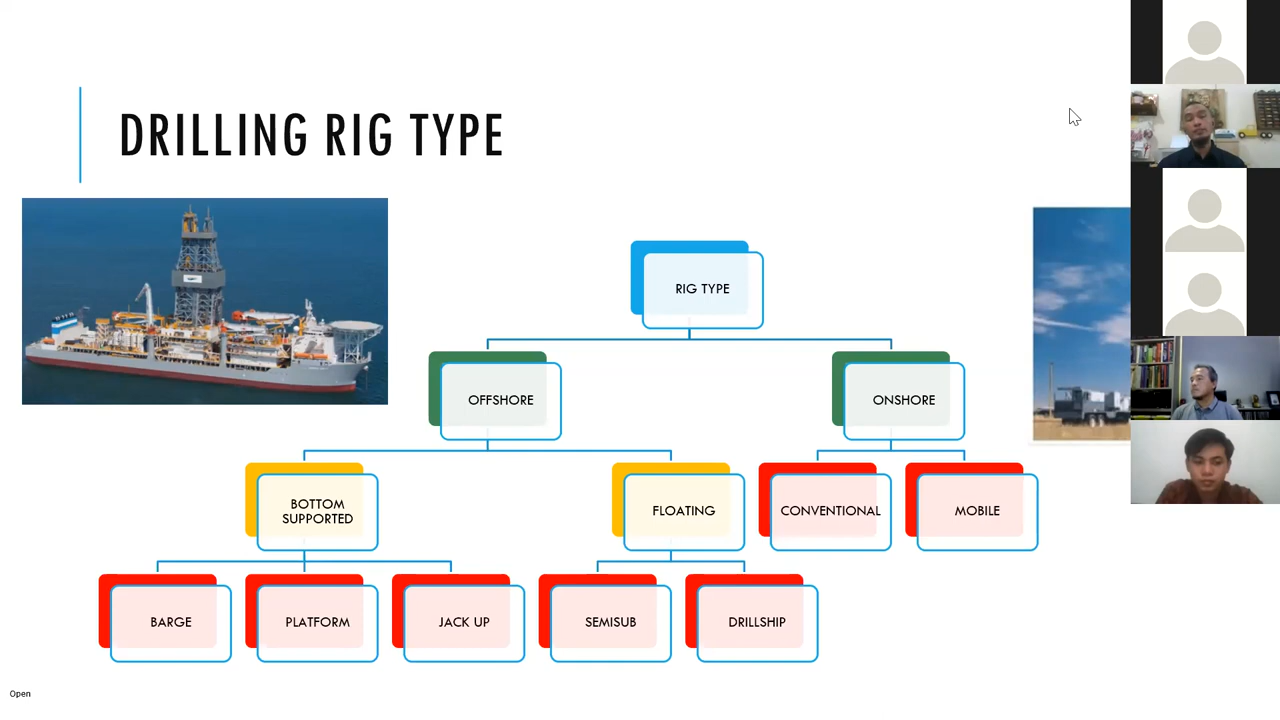 DRILLING RIG TYPE
RIG TYPE
OFFSHORE
ONSHORE
BOTTOM
SUPPORTED
FLOATING
CONVENTIONAL
MOBILE
BARGE
PLATFORM
JACK UP
SEMISUB
DRILLSHIP
Open